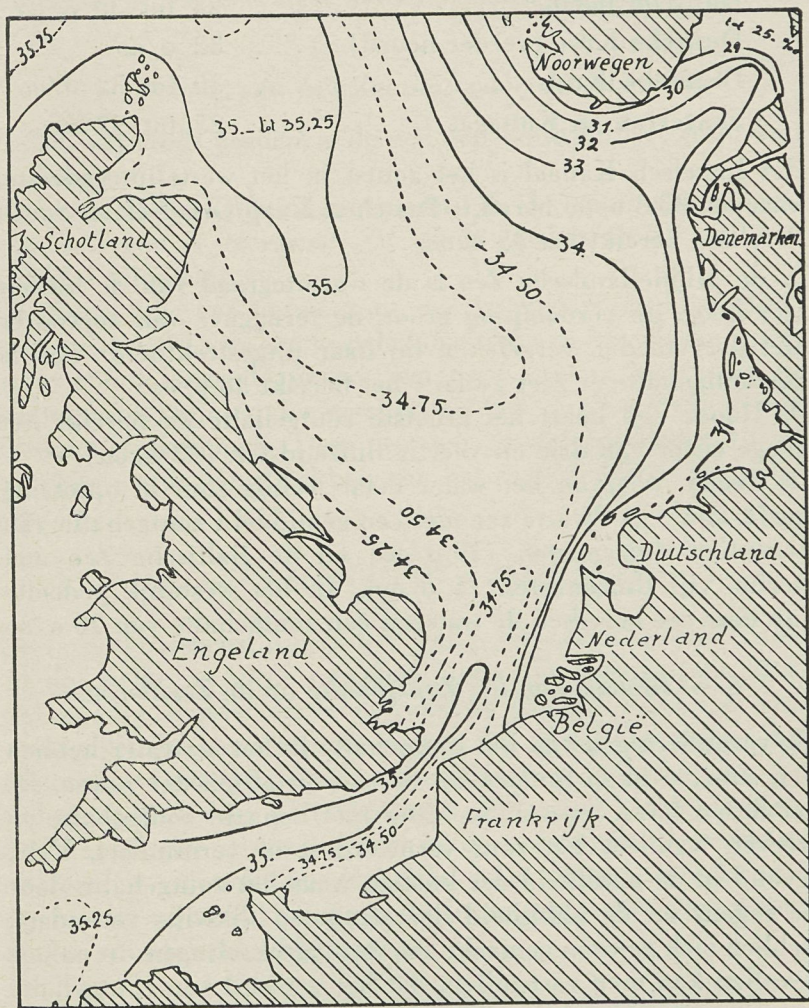 35.25
tot 25.‰
29
Noorwegen
30
31.
32
33
35.- tot 35,25
Schotland.
34.
Denemarken
35.
34.50
34.75
31
34.50
34.25
34.75
Duitschland
Engeland
Nederland
België
35.
Frankrijk
35.
34.75
34.50
35.25